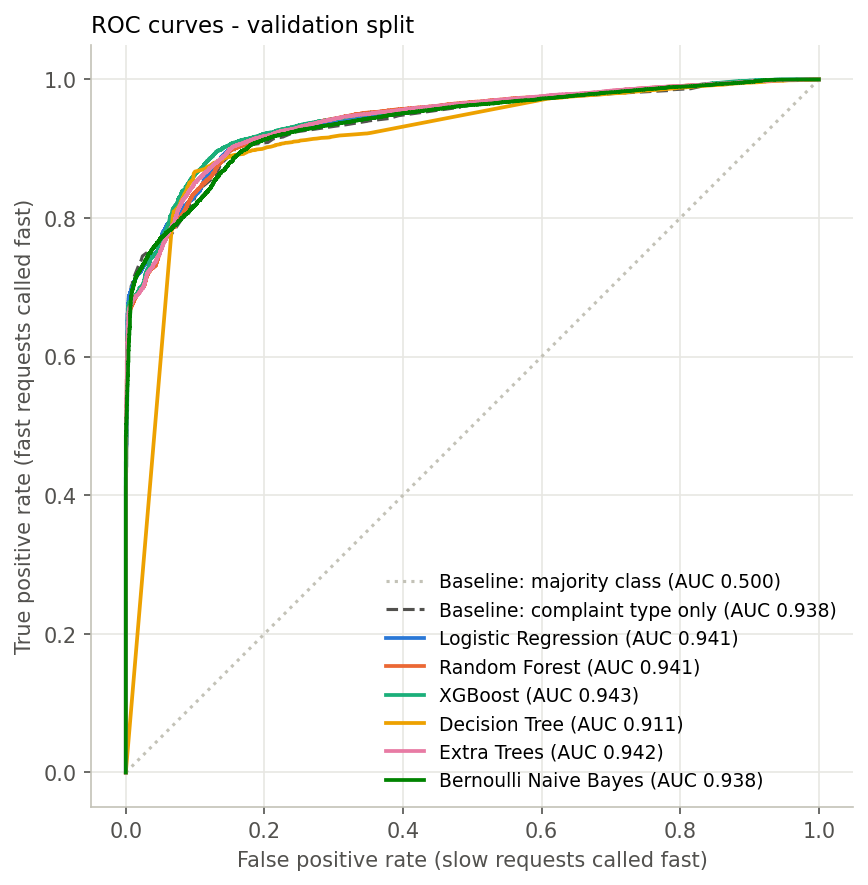 ROC curves - validation split
1.0
0.8
0.6
0.4
0.2
0.0
True positive rate (fast requests called fast)
Baseline: majority class (AUC 0.500)
Baseline: complaint type only (AUC 0.938)
Logistic Regression (AUC 0.941)
Random Forest (AUC 0.941)
XGBoost (AUC 0.943)
Decision Tree (AUC 0.911)
Extra Trees (AUC 0.942)
Bernoulli Naive Bayes (AUC 0.938)
0.0 0.2 0.4 0.6 0.8 1.0
False positive rate (slow requests called fast)